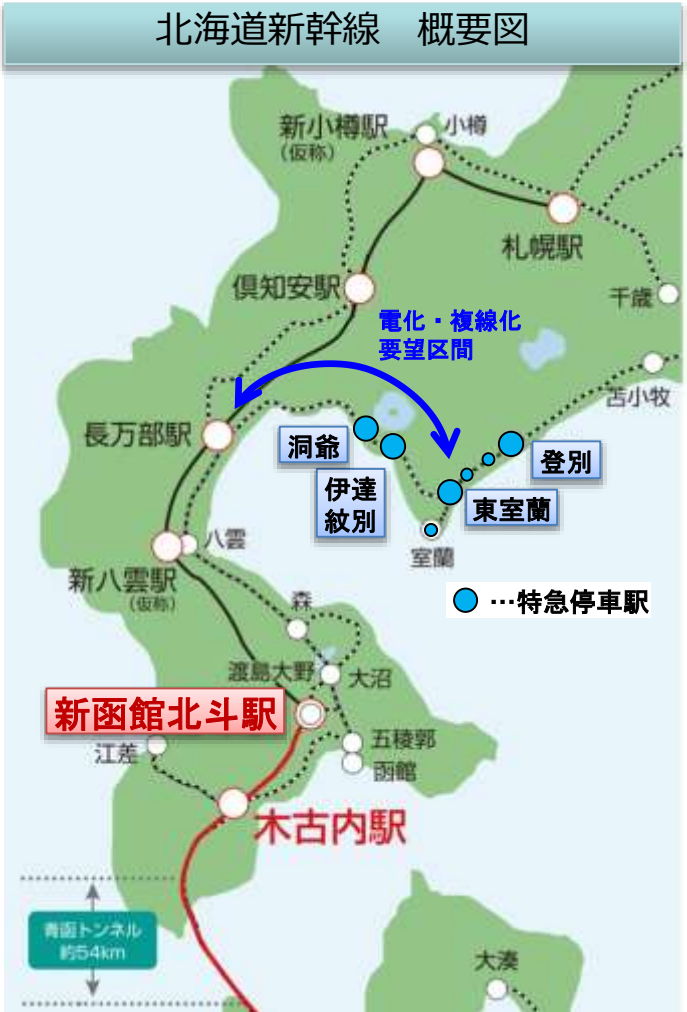 北海道新幹線　概要図
新小樽駅
(仮称)
小樽
札幌駅
倶知安駅
千歳
電化・複線化
要望区間
苫小牧
長万部駅
洞爺
登別
伊達
紋別
東室蘭
八雲
室蘭
新八雲駅
(仮称)
…特急停車駅
森
渡島大野
大沼
新函館北斗駅
江差
五稜郭
函館
木古内駅
青函トンネル
約54km
大湊